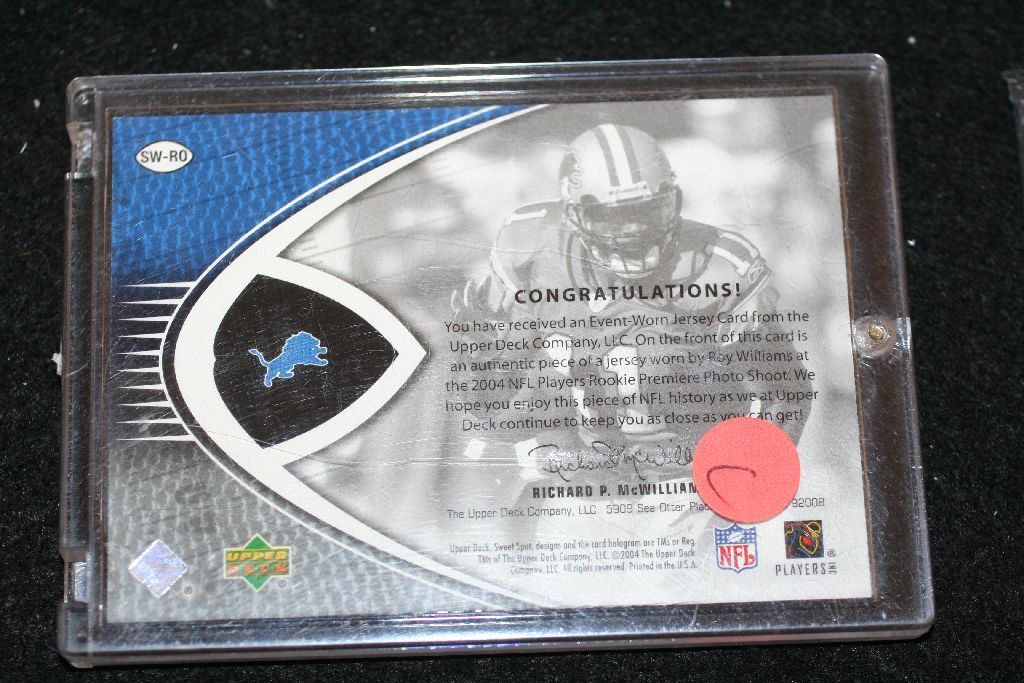 SW-RO
CONGRATULATIONS!
You have received an Event-Worn Jersey Card from the
Upper Deck Company, LLC. On the front of this card is
an authentic piece of a jersey worn by Roy Williams at
the 2004 NFL Players Rookie Premiere Photo Shoot. We
hope you enjoy this piece of NFL history as we at Upper
Deck continue to keep you as close as you can get!
Richard P. McWill
RICHARD P. McWILLIAM
The Upper Deck Company, LLC. 5909 Sea Otter Plac 92008
Upper Deck, Sweet Spot, designs and the card hologram are TMs or Reg.
TMs of The Upper Deck Company, LLC. ©2004 The Upper Deck
Company, LLC. All rights reserved. Printed in the U.S.A.
®
UPPER
DECK
®
NFL
PLAYERS INC
®